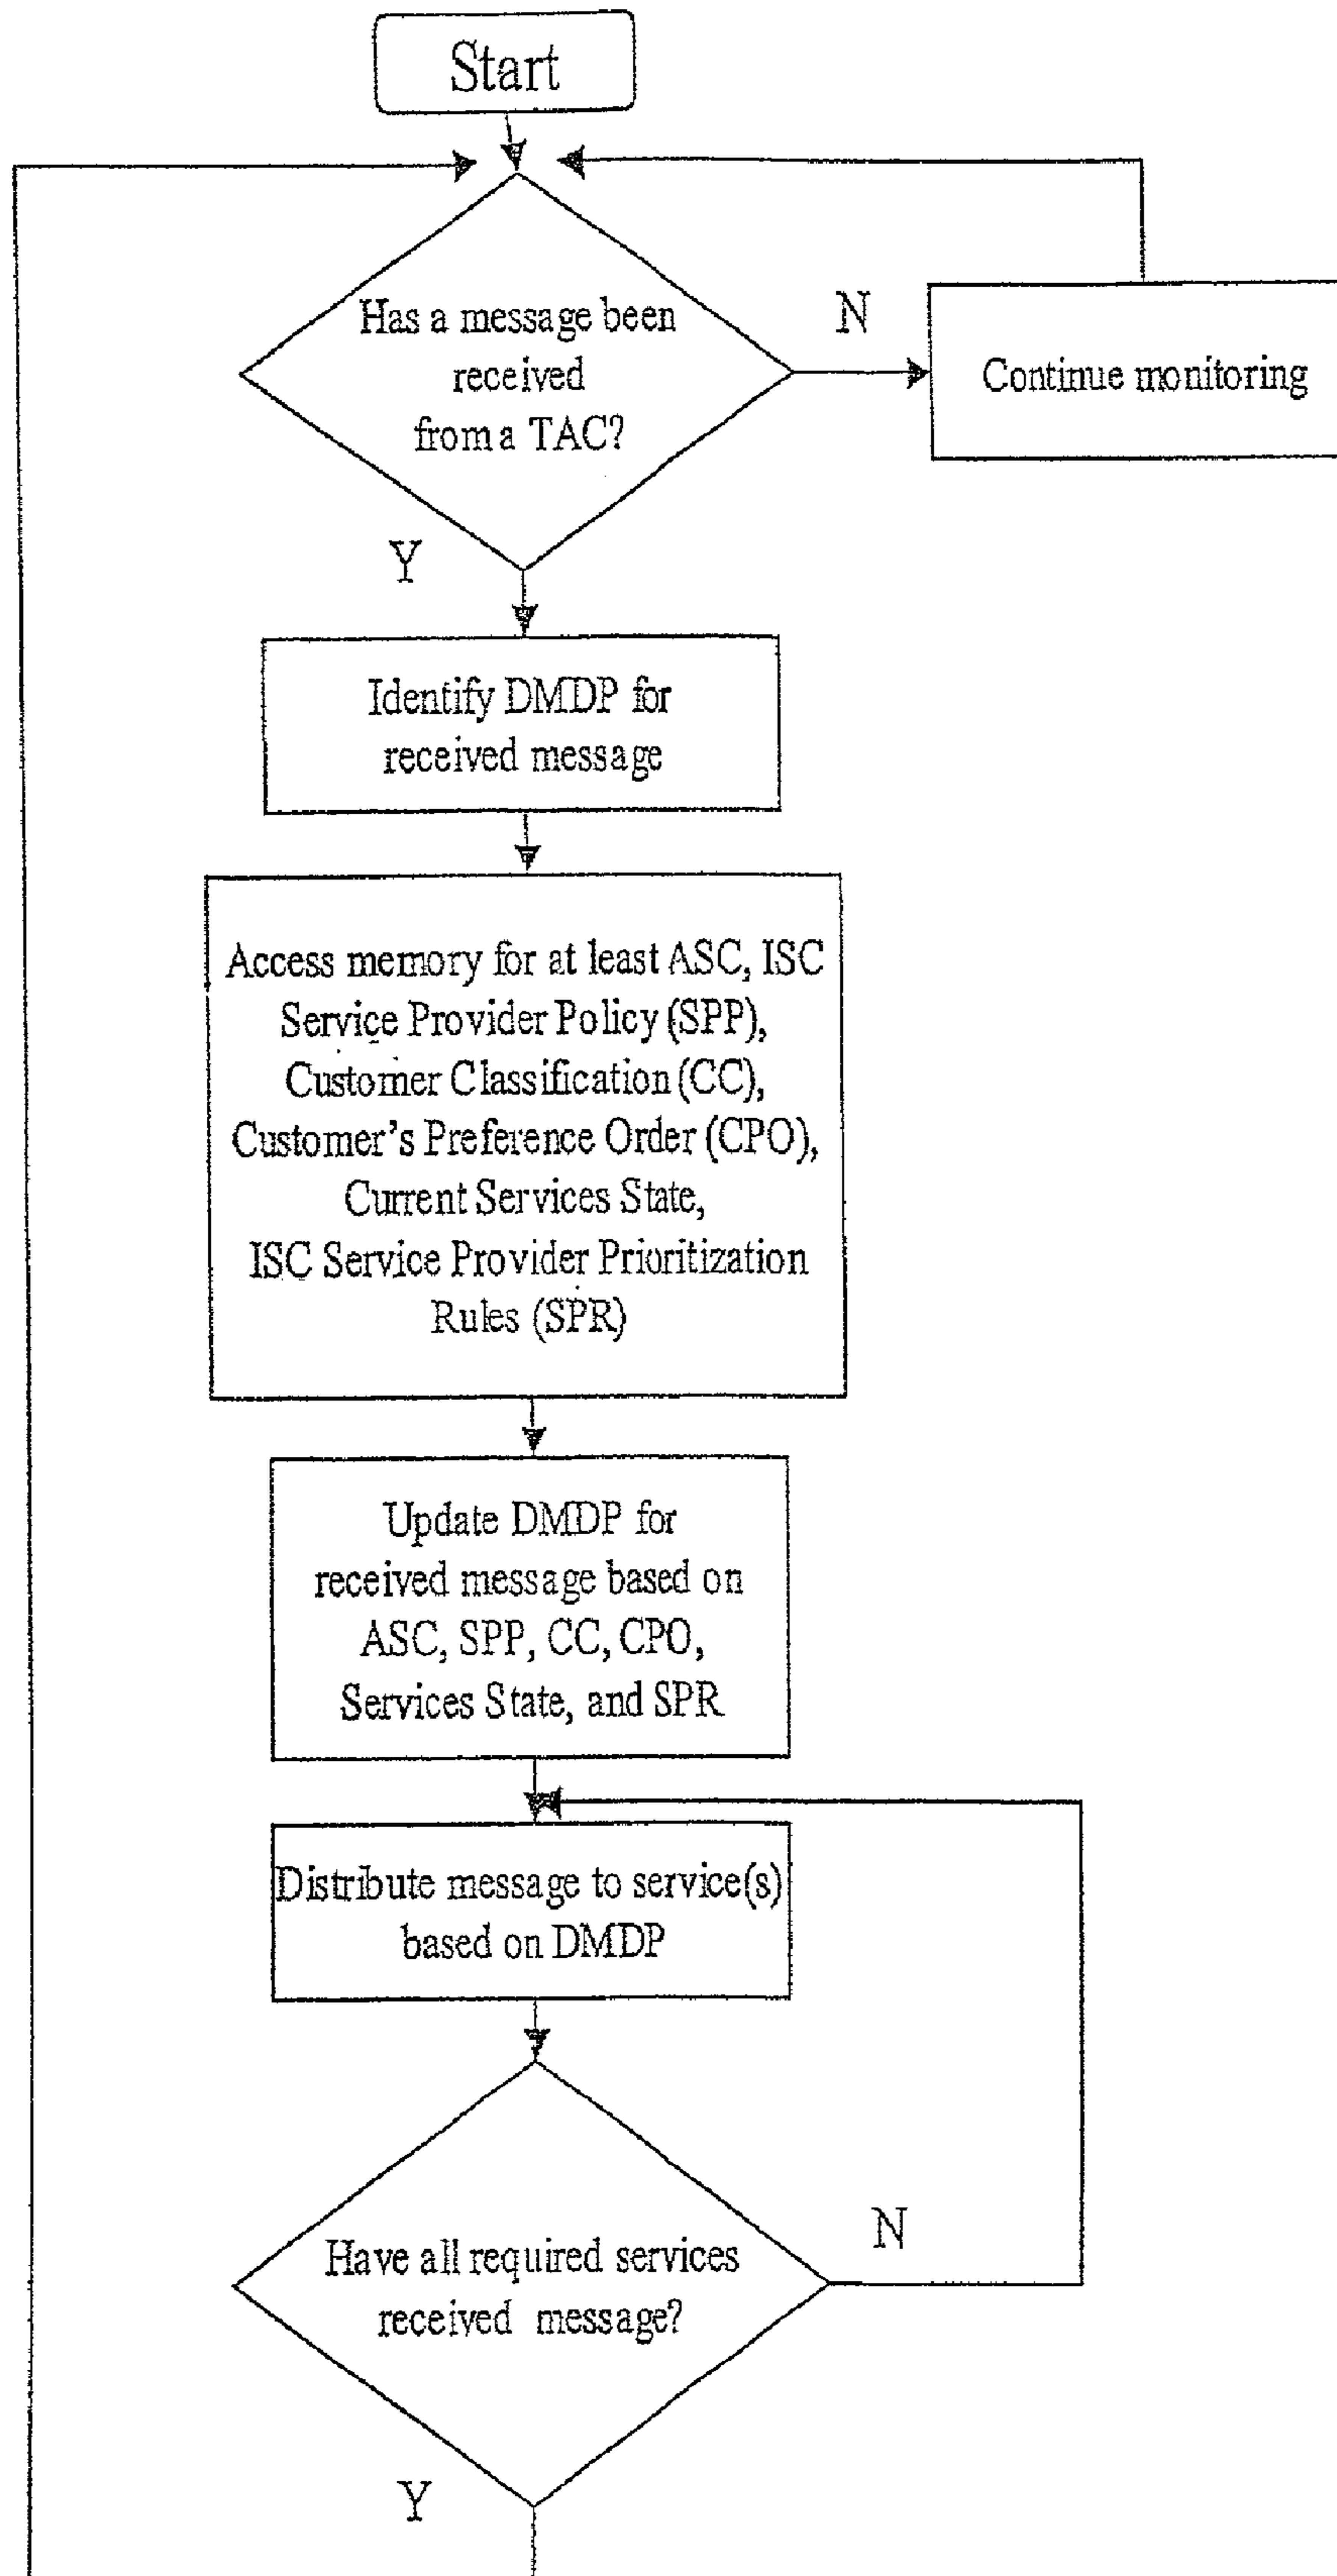 Start
Has a message been
received
from a TAC?
N
Continue monitoring
Y
Identify DMDP for
received message
Access memory for at least ASC, ISC
Service Provider Policy (SPP),
Customer Classification (CC),
Customer's Preference Order (CPO),
Current Services State,
ISC Service Provider Prioritization
Rules (SPR)
Update DMDP for
received message based on
ASC, SPP, CC, CPO,
Services State, and SPR
Distribute message to service(s)
based on DMDP
Have all required services
received message?
N
Y